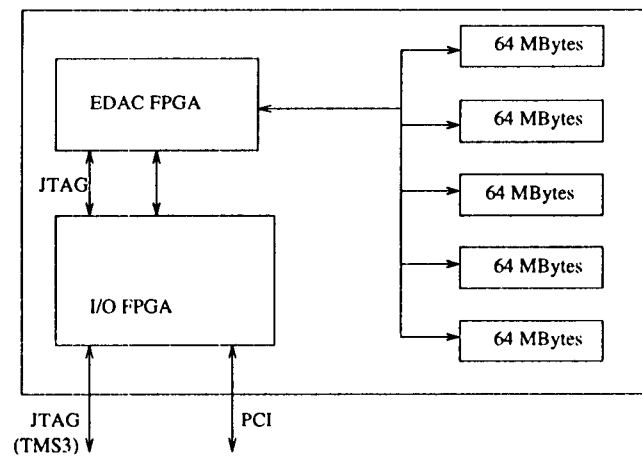 64 MBytes
EDAC FPGA
64 MBytes
JTAG
64 MBytes
64 MBytes
I/O FPGA
64 MBytes
JTAG
(TMS3)
PCI